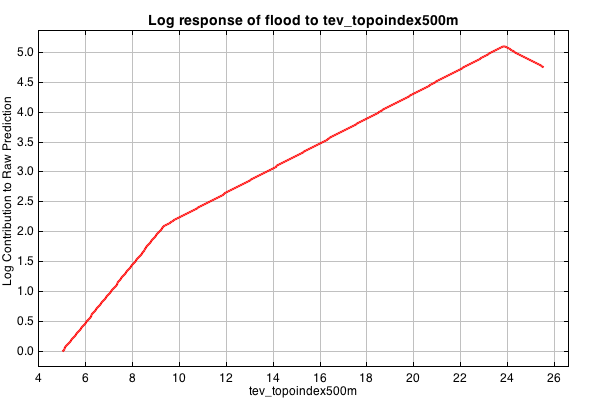 Log response of flood to tev_topoindex500m
Log Contribution to Raw Prediction
5.0
4.5
4.0
3.5
3.0
2.5
2.0
1.5
1.0
0.5
0.0
4 6 8 10 12 14 16 18 20 22 24 26
tev_topoindex500m